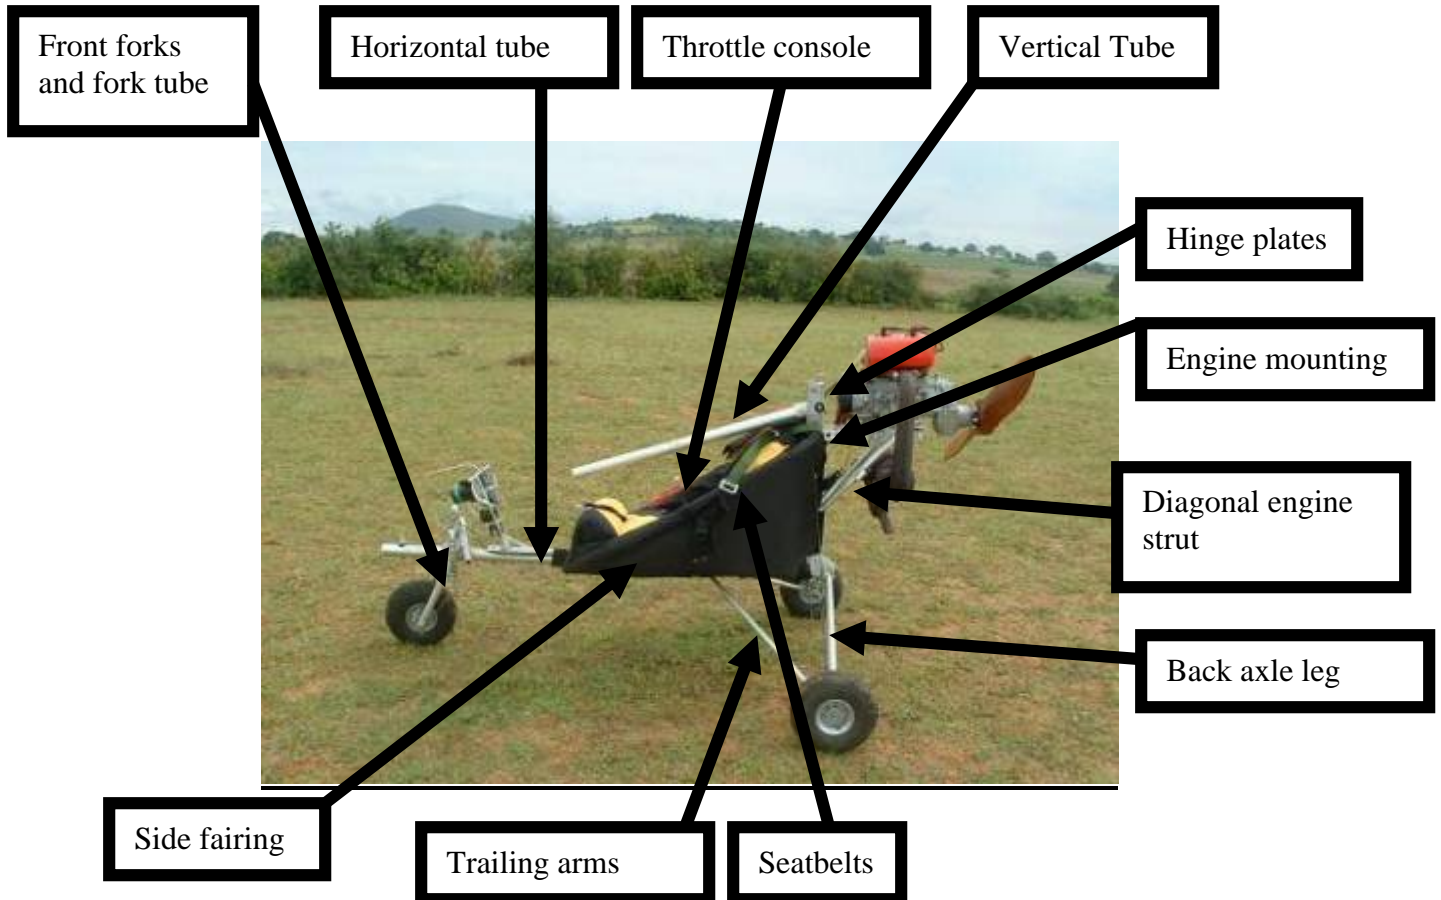 Front forks
and fork tube
Horizontal tube
Throttle console
Vertical Tube
Hinge plates
Engine mounting
Diagonal engine
strut
Back axle leg
Side fairing
Trailing arms
Seatbelts